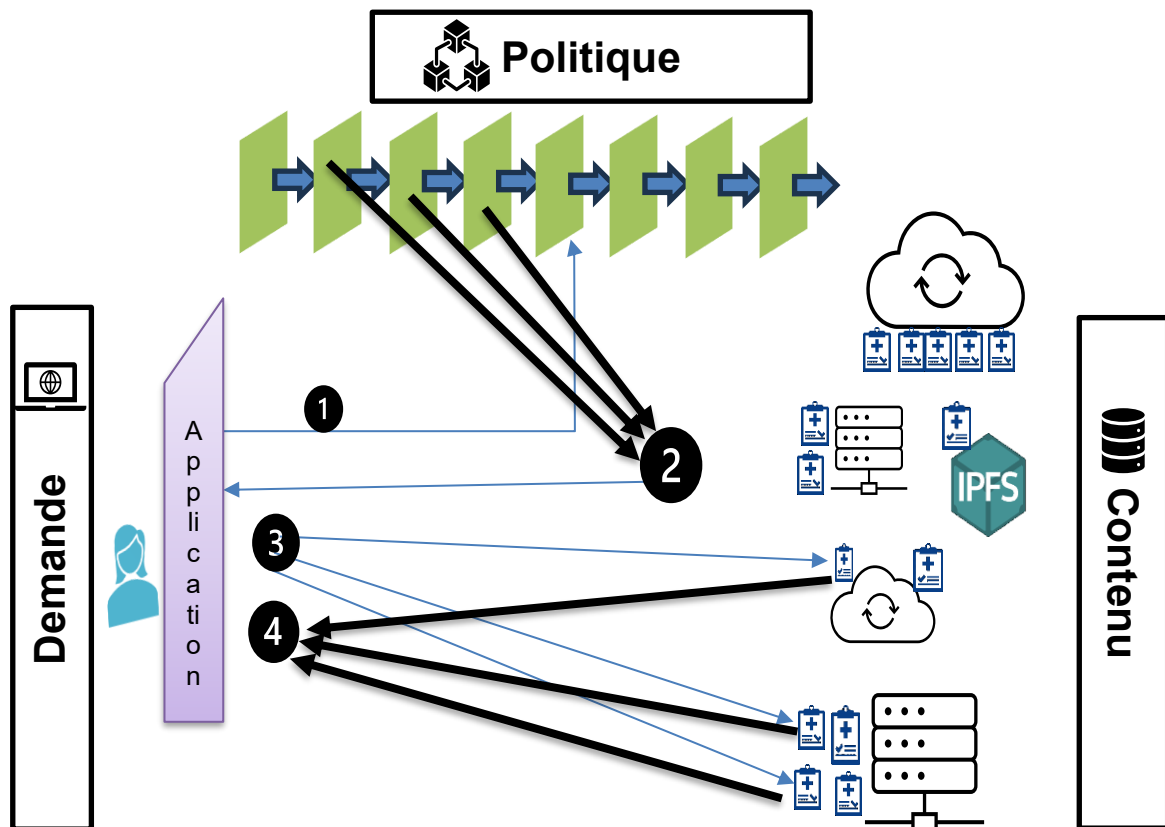 Politique
1
Application
2
IPFS
3
4
Demande
Contenu